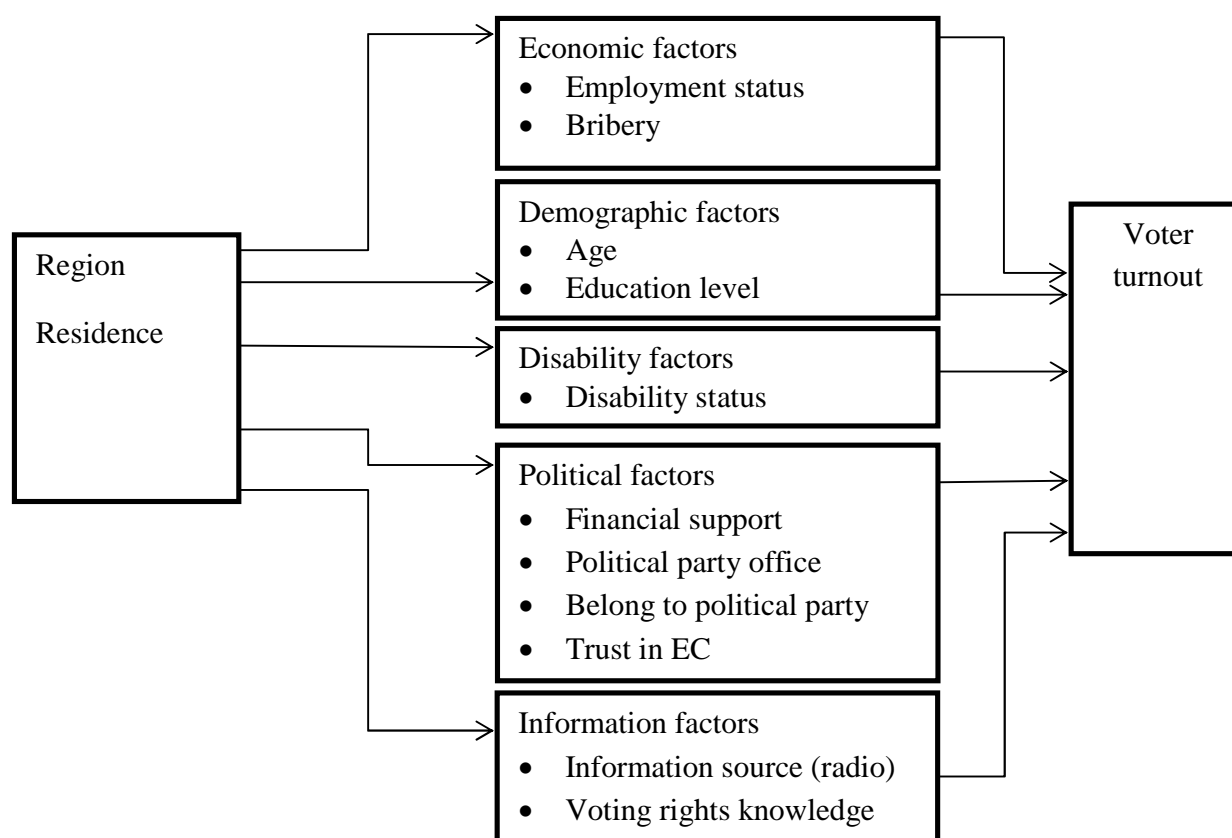 Region
Residence
Economic factors
• Employment status
• Bribery
Demographic factors
• Age
• Education level
Disability factors
• Disability status
Political factors
• Financial support
• Political party office
• Belong to political party
• Trust in EC
Information factors
• Information source (radio)
• Voting rights knowledge
Voter
turnout